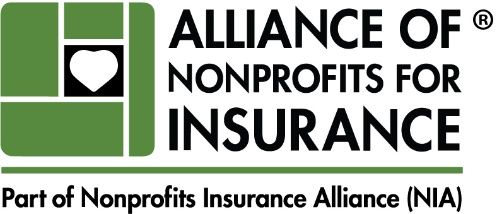 ALLIANCE OF ®
NONPROFITS FOR
INSURANCE
Part of Nonprofits Insurance Alliance (NIA)